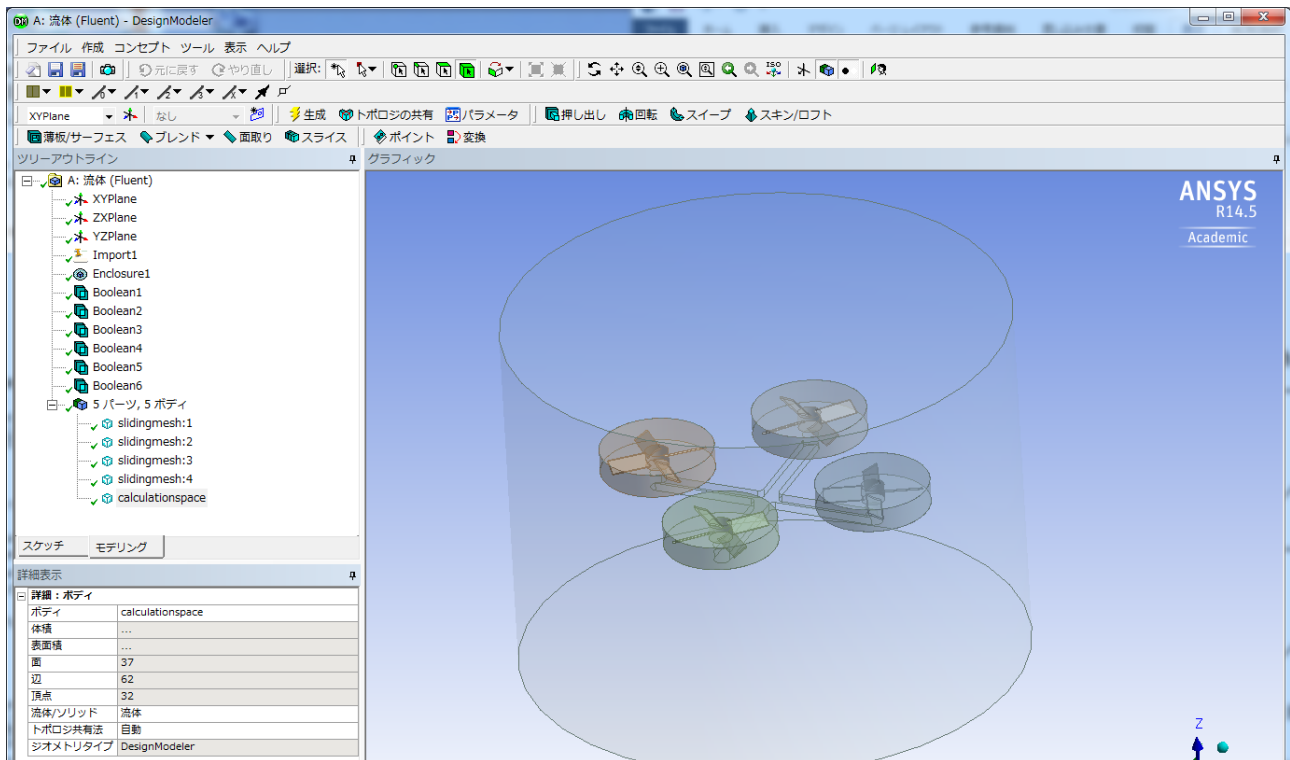 A: 流体 (Fluent) - DesignModeler
ファイル 作成 コンセプト ツール 表示 ヘルプ
元に戻す やり直し 選択: ISO
XYPlane なし 生成 トポロジの共有 パラメータ 押し出し 回転 スイープ スキン/ロフト
薄板/サーフェス ブレンド 面取り スライス ポイント 変換
ツリーアウトライン
A: 流体 (Fluent)
XYPlane
ZXPlane
YZPlane
Import1
Enclosure1
Boolean1
Boolean2
Boolean3
Boolean4
Boolean5
Boolean6
5 パーツ, 5 ボディ
slidingmesh:1
slidingmesh:2
slidingmesh:3
slidingmesh:4
calculationspace
スケッチ モデリング
詳細表示
詳細 : ボディ
ボディ calculationspace
体積 ...
表面積 ...
面 37
辺 62
頂点 32
流体/ソリッド 流体
トポロジ共有法 自動
ジオメトリタイプ DesignModeler
グラフィック
ANSYS
R14.5
Academic
Z